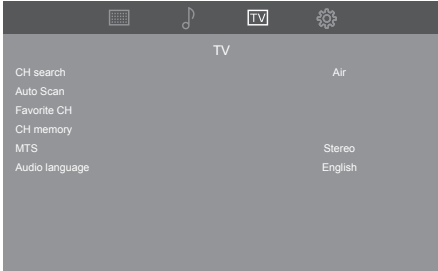 TV
TV
CH search Air
Auto Scan
Favorite CH
CH memory
MTS Stereo
Audio language English